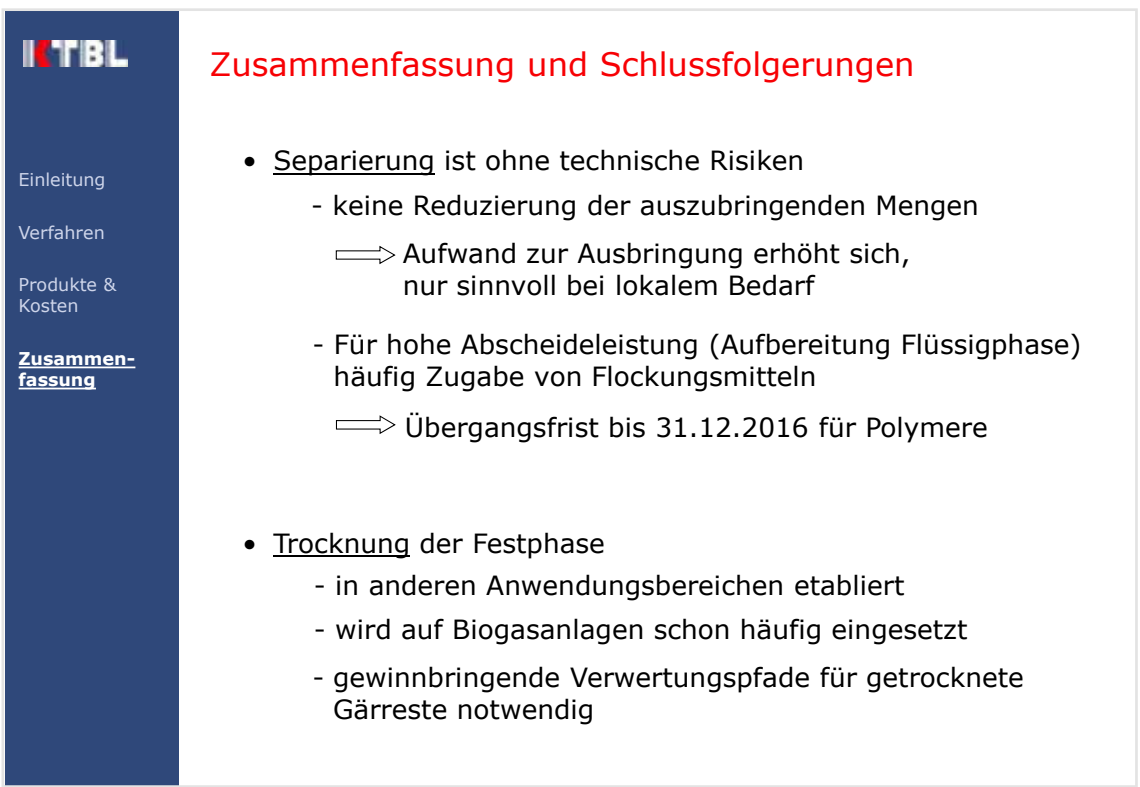 KTBL
Einleitung
Verfahren
Produkte &
Kosten
Zusammen-
fassung
Zusammenfassung und Schlussfolgerungen
• Separierung ist ohne technische Risiken
- keine Reduzierung der auszubringenden Mengen
Aufwand zur Ausbringung erhöht sich,
nur sinnvoll bei lokalem Bedarf
- Für hohe Abscheideleistung (Aufbereitung Flüssigphase)
häufig Zugabe von Flockungsmitteln
Übergangsfrist bis 31.12.2016 für Polymere
• Trocknung der Festphase
- in anderen Anwendungsbereichen etabliert
- wird auf Biogasanlagen schon häufig eingesetzt
- gewinnbringende Verwertungspfade für getrocknete
Gärreste notwendig